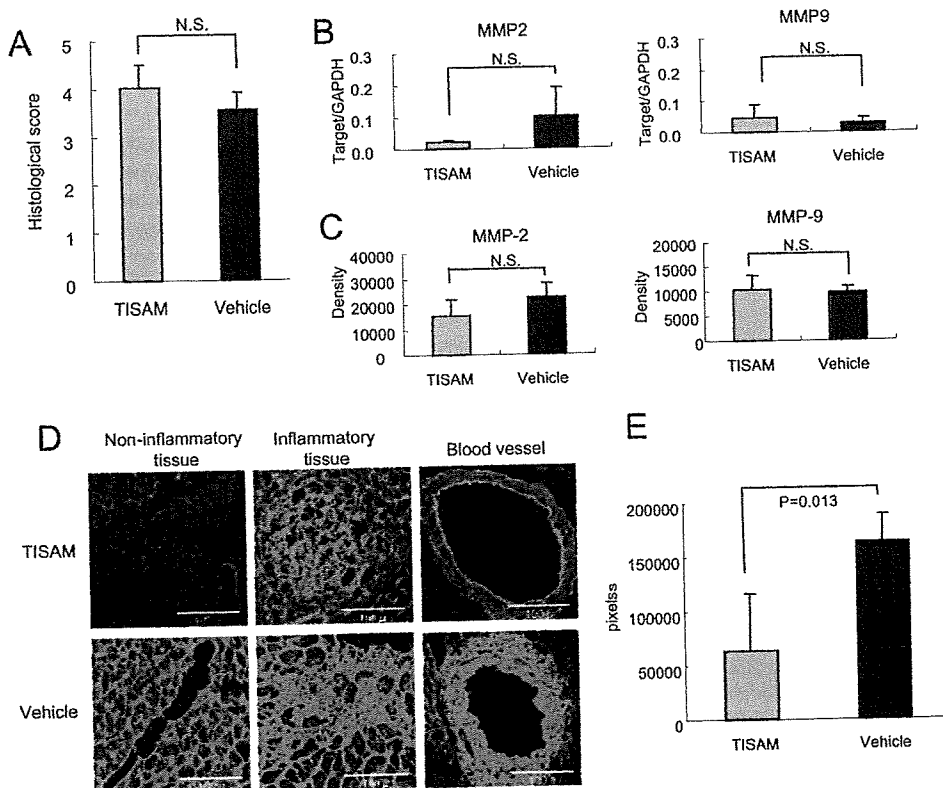 A
N.S.
5
4
3
2
1
0
Histological score
TISAM
Vehicle
B
MMP2
N.S.
0.3
0.2
0.1
0.0
Target/GAPDH
TISAM
Vehicle
MMP9
N.S.
0.3
0.2
0.1
0.0
Target/GAPDH
TISAM
Vehicle
C
MMP-2
N.S.
40000
30000
20000
10000
0
Density
TISAM
Vehicle
MMP-9
N.S.
20000
15000
10000
5000
0
Density
TISAM
Vehicle
D
Non-inflammatory
tissue
Inflammatory
tissue
Blood vessel
TISAM
Vehicle
E
P=0.013
200000
150000
100000
50000
0
pixelss
TISAM
Vehicle